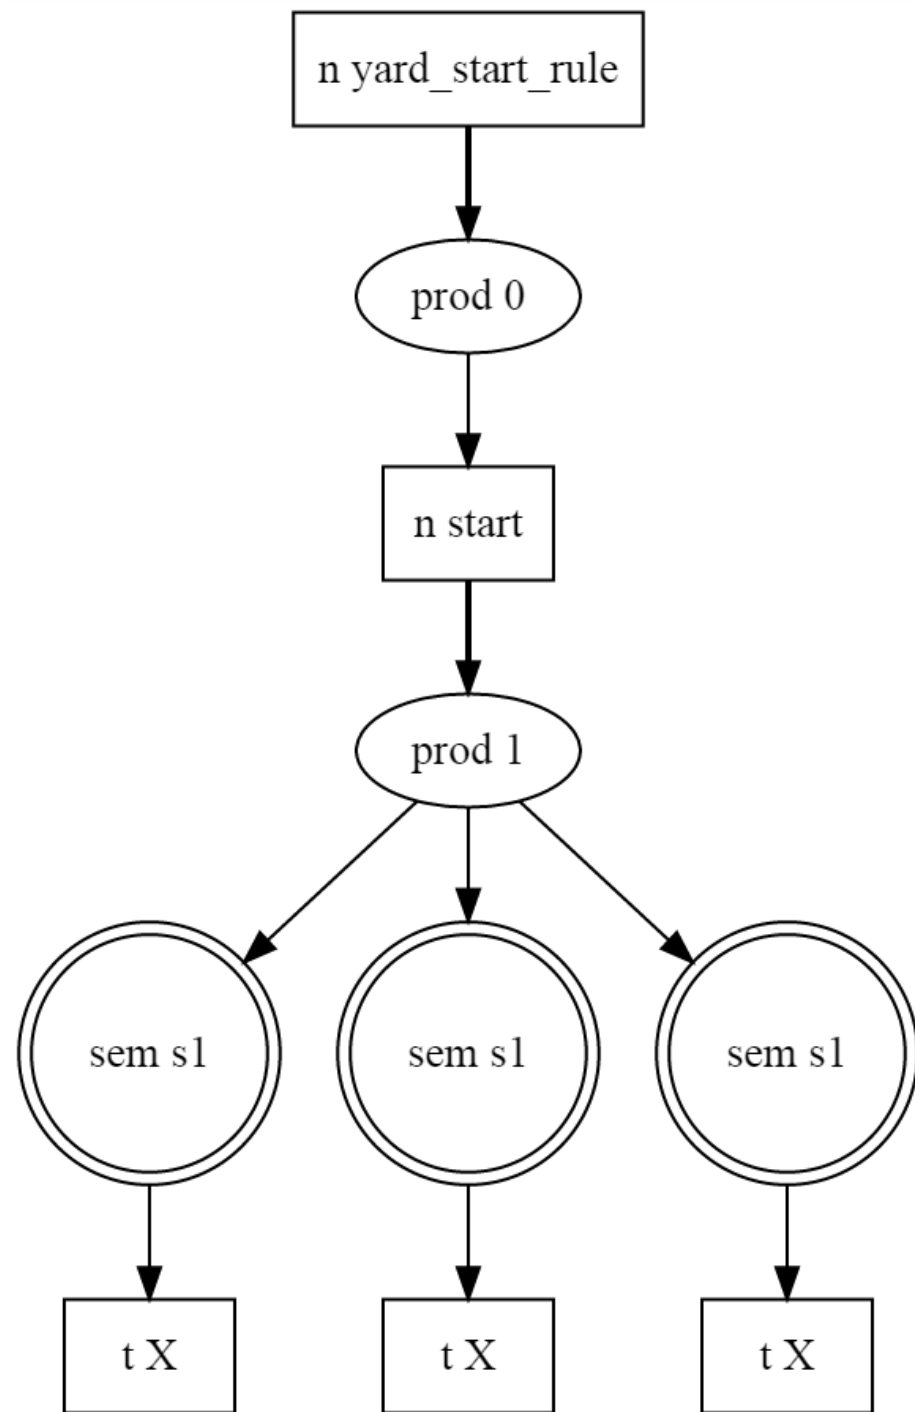 n yard_start_rule
prod 0
n start
prod 1
sem s1 sem s1 sem s1
t X t X t X